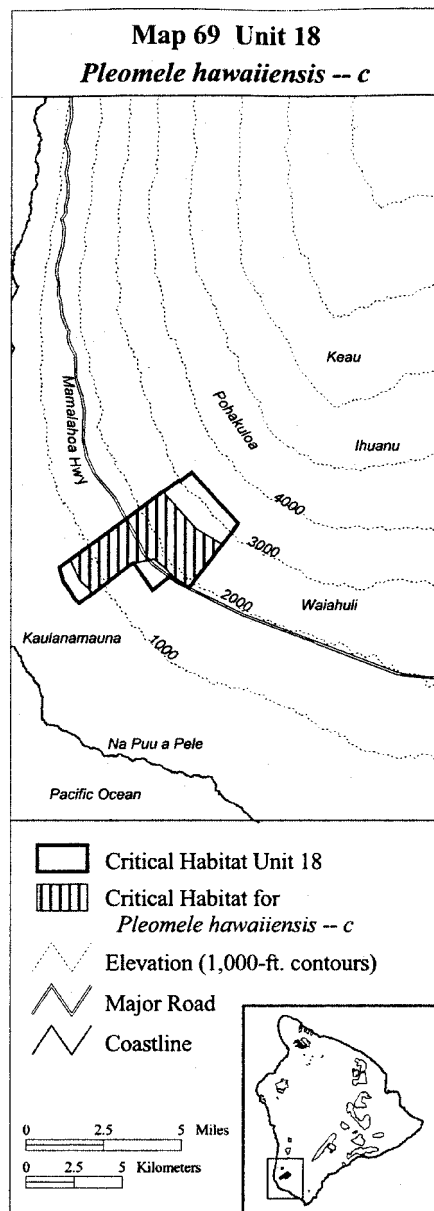 Map 69 Unit 18
Pleomele hawaiiensis -- c
Mamalahoa Hwy
Keau
Pohakuloa
Ihuanu
4000
3000
2000
Waiahuli
Kaulanamauna
1000
Na Puu a Pele
Pacific Ocean
Critical Habitat Unit 18
Critical Habitat for
Pleomele hawaiiensis -- c
Elevation (1,000-ft. contours)
Major Road
Coastline
0 2.5 5 Miles
0 2.5 5 Kilometers